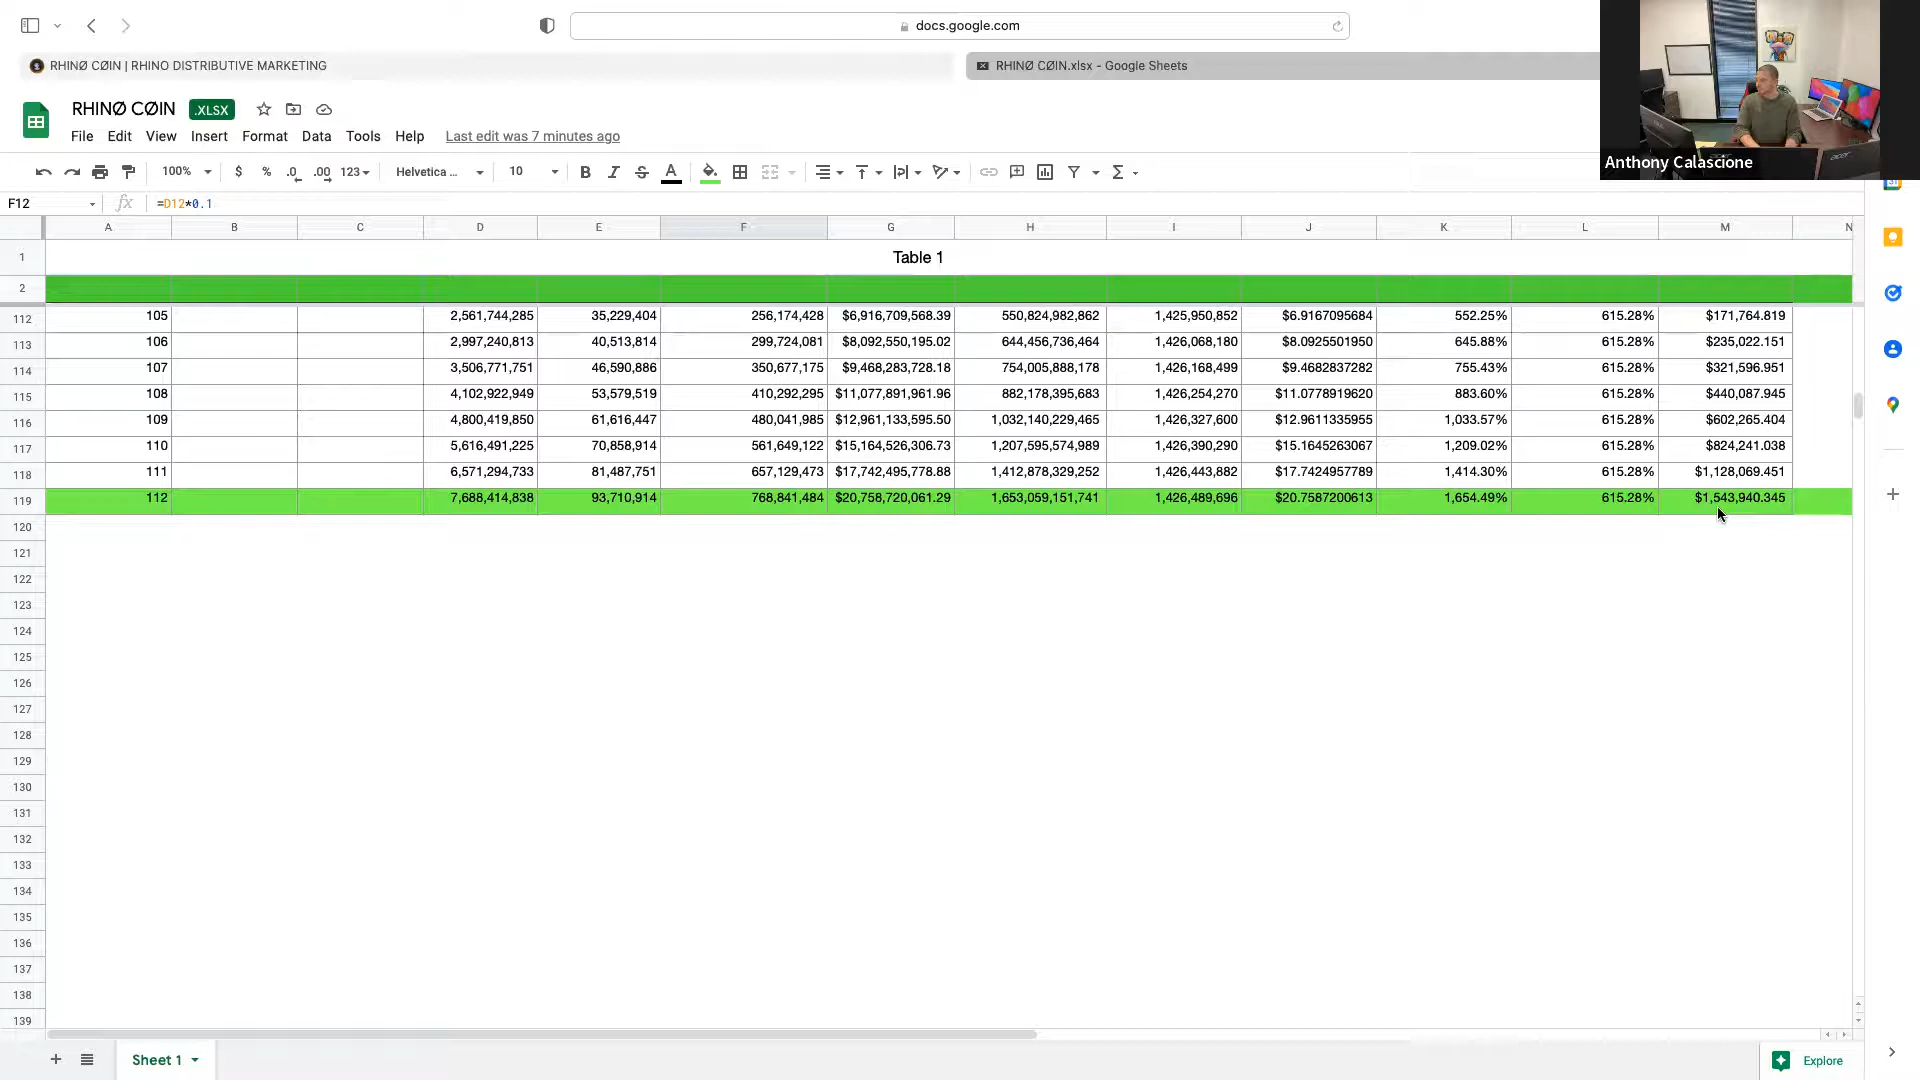 docs.google.com
RHINØ CØIN | RHINO DISTRIBUTIVE MARKETING
RHINØ CØIN.xlsx - Google Sheets
RHINØ CØIN .XLSX
File Edit View Insert Format Data Tools Help Last edit was 7 minutes ago
100% $ % .0 .00 123 Helvetica ... 10 B I S A
Anthony Calascione
F12 fx =D12*0.1
A B C D E F G H I J K L M N
1 Table 1
2
112 105 2,561,744,285 35,229,404 256,174,428 $6,916,709,568.39 550,824,982,862 1,425,950,852 $6.9167095684 552.25% 615.28% $171,764.819
113 106 2,997,240,813 40,513,814 299,724,081 $8,092,550,195.02 644,456,736,464 1,426,068,180 $8.0925501950 645.88% 615.28% $235,022.151
114 107 3,506,771,751 46,590,886 350,677,175 $9,468,283,728.18 754,005,888,178 1,426,168,499 $9.4682837282 755.43% 615.28% $321,596.951
115 108 4,102,922,949 53,579,519 410,292,295 $11,077,891,961.96 882,178,395,683 1,426,254,270 $11.0778919620 883.60% 615.28% $440,087.945
116 109 4,800,419,850 61,616,447 480,041,985 $12,961,133,595.50 1,032,140,229,465 1,426,327,600 $12.9611335955 1,033.57% 615.28% $602,265.404
117 110 5,616,491,225 70,858,914 561,649,122 $15,164,526,306.73 1,207,595,574,989 1,426,390,290 $15.1645263067 1,209.02% 615.28% $824,241.038
118 111 6,571,294,733 81,487,751 657,129,473 $17,742,495,778.88 1,412,878,329,252 1,426,443,882 $17.7424957789 1,414.30% 615.28% $1,128,069.451
119 112 7,688,414,838 93,710,914 768,841,484 $20,758,720,061.29 1,653,059,151,741 1,426,489,696 $20.7587200613 1,654.49% 615.28% $1,543,940.345
120
121
122
123
124
125
126
127
128
129
130
131
132
133
134
135
136
137
138
139
Sheet 1
Explore